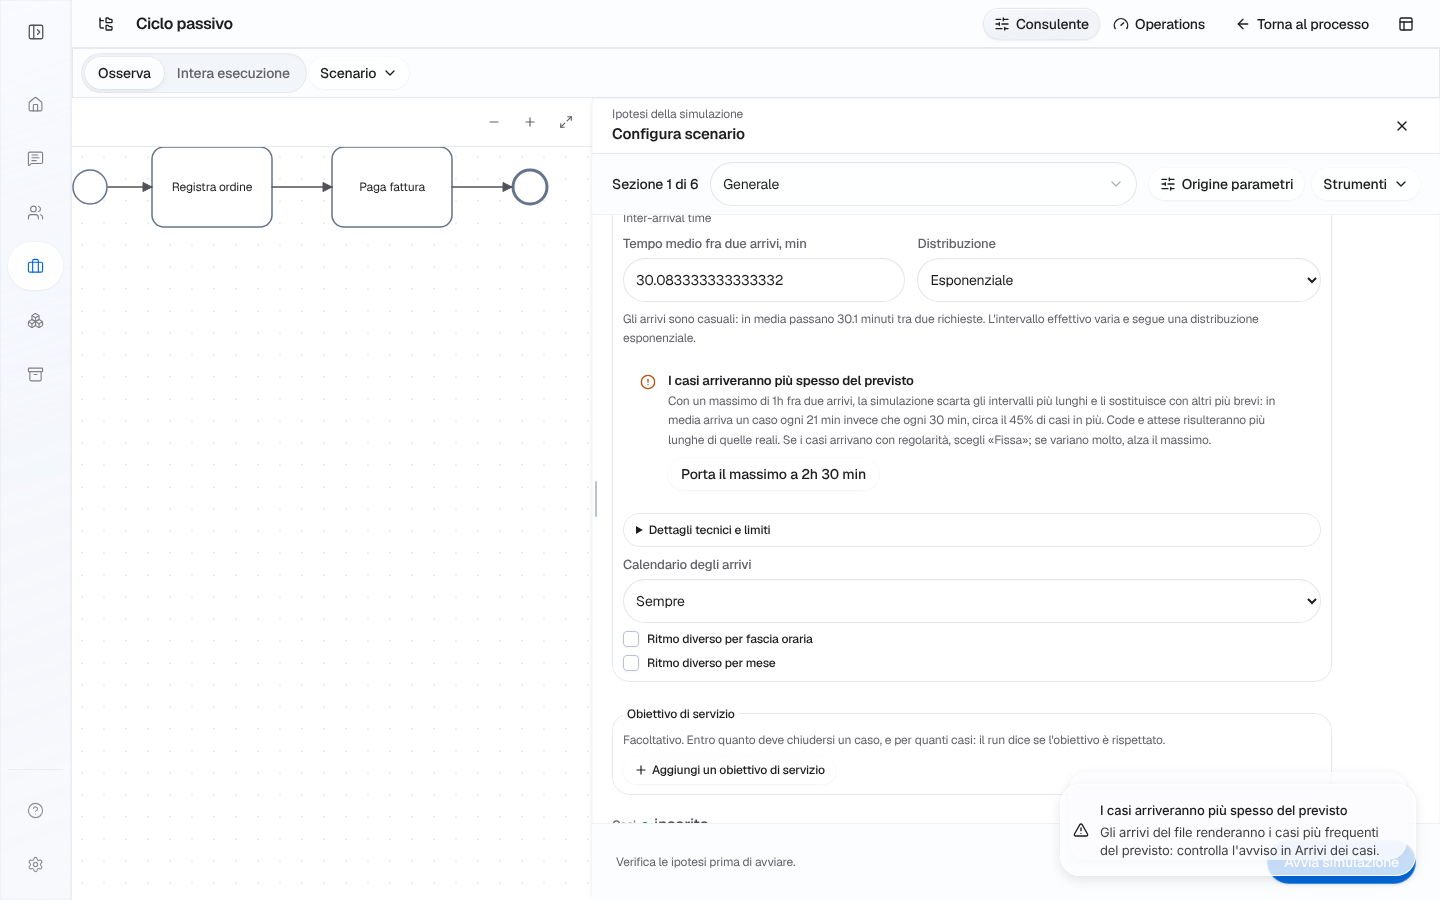 Ciclo passivo
Consulente
Operations
Torna al processo
Osserva
Intera esecuzione
Scenario
Registra ordine
Paga fattura
Ipotesi della simulazione
Configura scenario
Sezione 1 di 6
Generale
Origine parametri
Strumenti
Inter-arrival time
Tempo medio fra due arrivi, min
Distribuzione
30.083333333333332
Esponenziale
Gli arrivi sono casuali: in media passano 30.1 minuti tra due richieste. L'intervallo effettivo varia e segue una distribuzione
esponenziale.
I casi arriveranno più spesso del previsto
Con un massimo di 1h fra due arrivi, la simulazione scarta gli intervalli più lunghi e li sostituisce con altri più brevi: in
media arriva un caso ogni 21 min invece che ogni 30 min, circa il 45% di casi in più. Code e attese risulteranno più
lunghe di quelle reali. Se i casi arrivano con regolarità, scegli «Fissa»; se variano molto, alza il massimo.
Porta il massimo a 2h 30 min
Dettagli tecnici e limiti
Calendario degli arrivi
Sempre
Ritmo diverso per fascia oraria
Ritmo diverso per mese
Obiettivo di servizio
Facoltativo. Entro quanto deve chiudersi un caso, e per quanti casi: il run dice se l'obiettivo è rispettato.
Aggiungi un obiettivo di servizio
I casi arriveranno più spesso del previsto
Gli arrivi del file renderanno i casi più frequenti
del previsto: controlla l'avviso in Arrivi dei casi.
Verifica le ipotesi prima di avviare.
Avvia simulazione